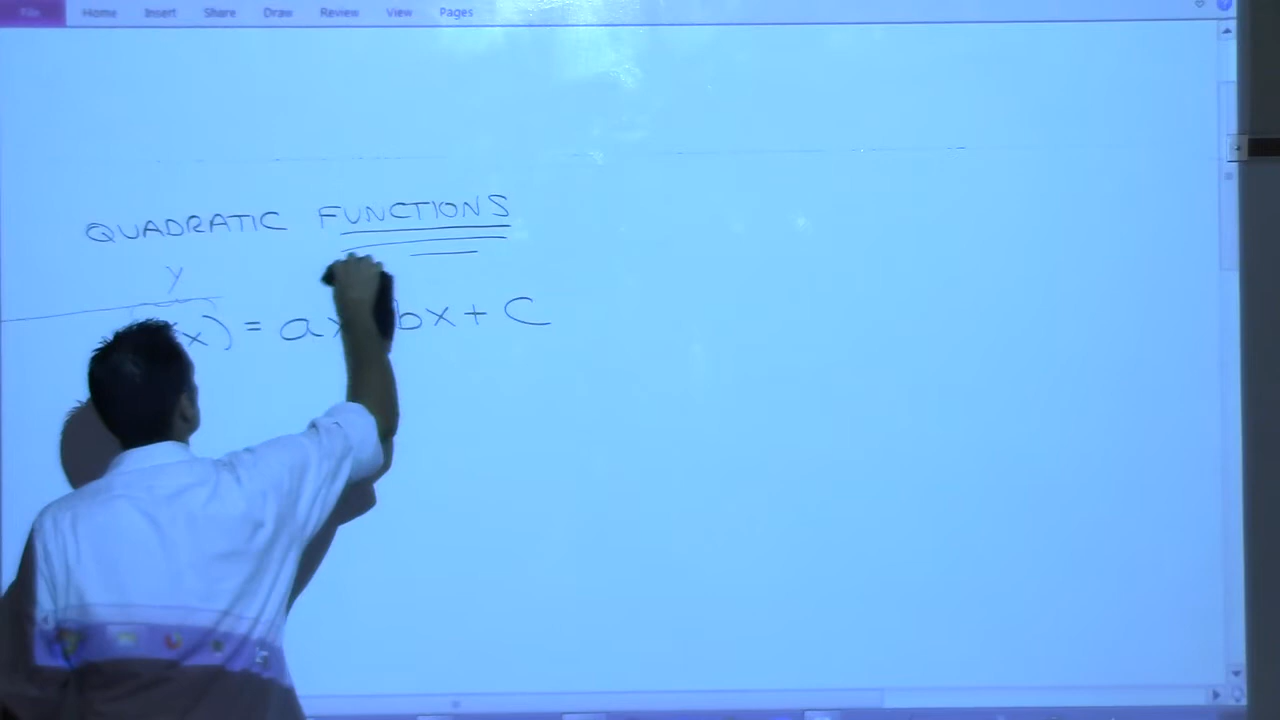 File Home Insert Share Draw Review View Pages
QUADRATIC FUNCTIONS
y
x) = ax bx + C